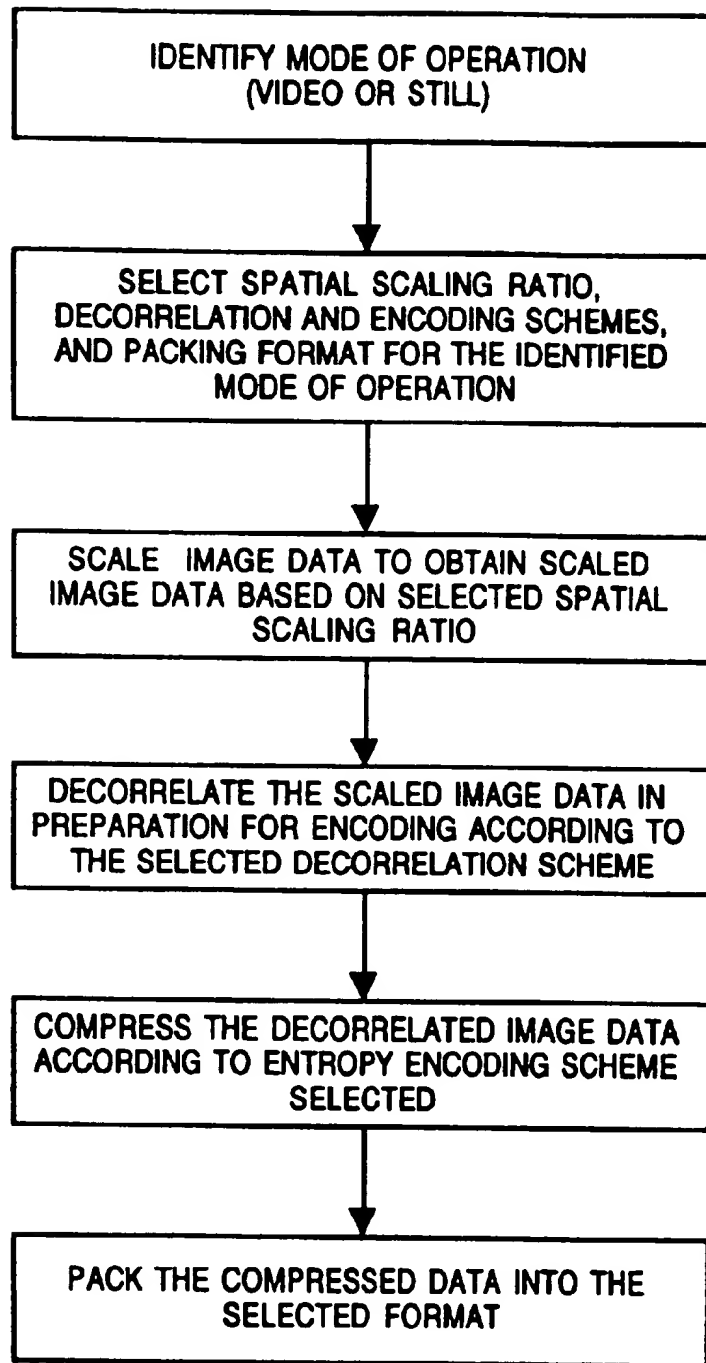 IDENTIFY MODE OF OPERATION
(VIDEO OR STILL)
SELECT SPATIAL SCALING RATIO,
DECORRELATION AND ENCODING SCHEMES,
AND PACKING FORMAT FOR THE IDENTIFIED
MODE OF OPERATION
SCALE IMAGE DATA TO OBTAIN SCALED
IMAGE DATA BASED ON SELECTED SPATIAL
SCALING RATIO
DECORRELATE THE SCALED IMAGE DATA IN
PREPARATION FOR ENCODING ACCORDING TO
THE SELECTED DECORRELATION SCHEME
COMPRESS THE DECORRELATED IMAGE DATA
ACCORDING TO ENTROPY ENCODING SCHEME
SELECTED
PACK THE COMPRESSED DATA INTO THE
SELECTED FORMAT